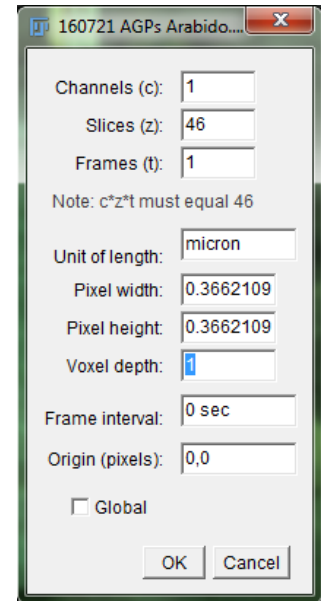 160721 AGPs Arabido....
Channels (c): 1
Slices (z): 46
Frames (t): 1
Note: c*z*t must equal 46
Unit of length: micron
Pixel width: 0.3662109
Pixel height: 0.3662109
Voxel depth: 1
Frame interval: 0 sec
Origin (pixels): 0,0
Global
OK Cancel